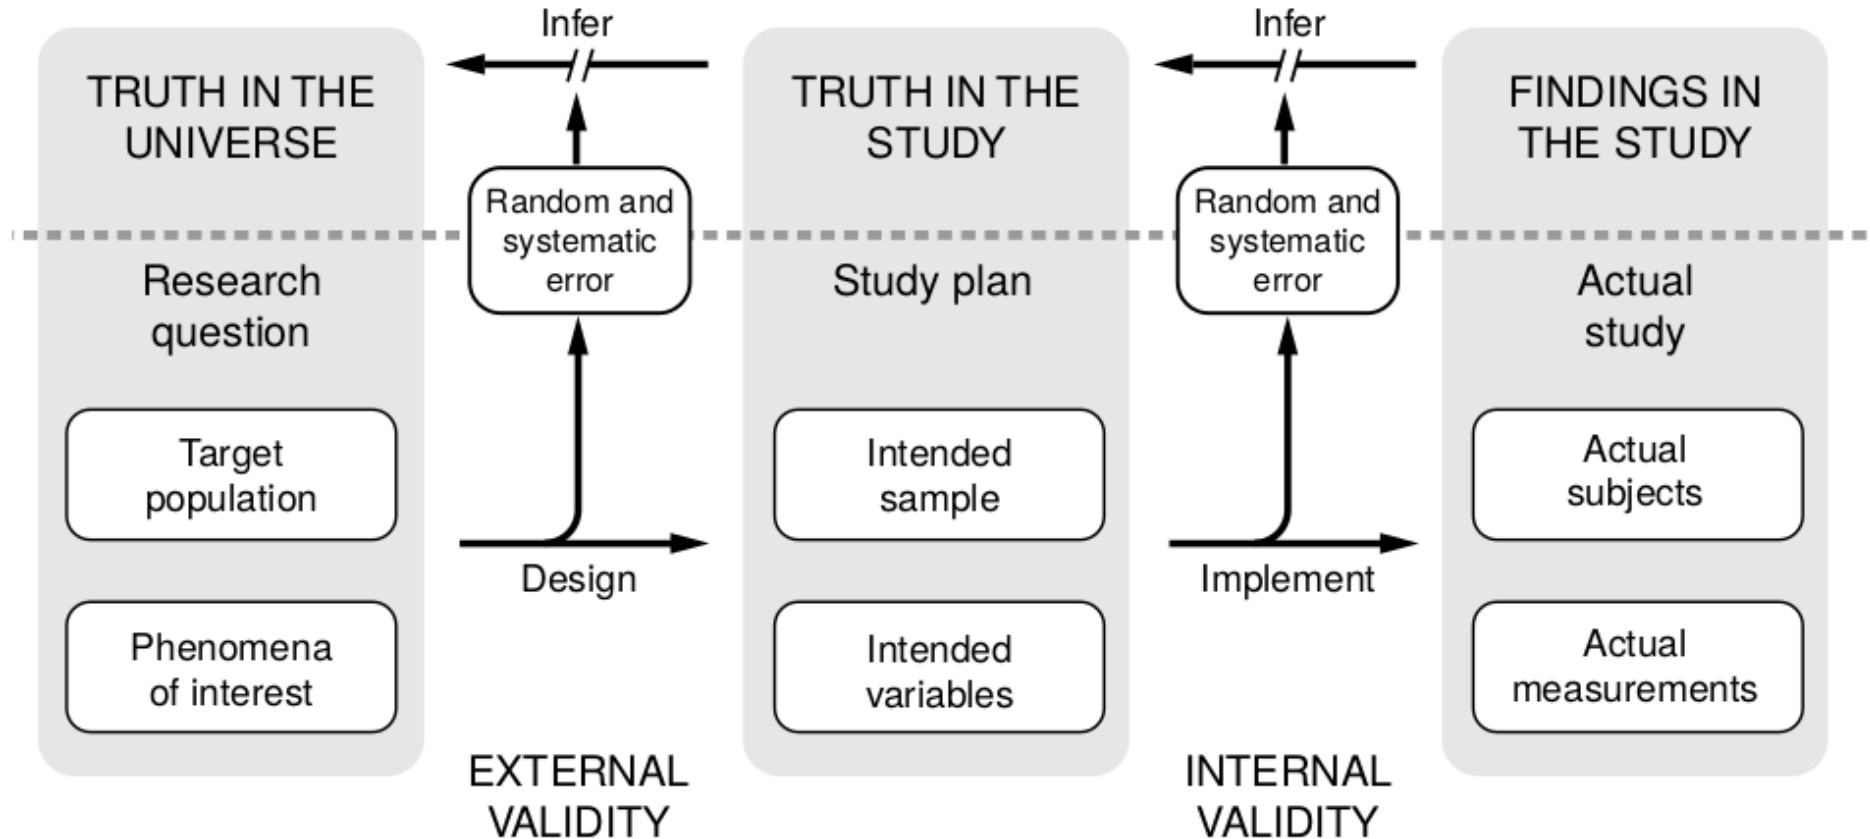 Infer
Infer
TRUTH IN THE
UNIVERSE
TRUTH IN THE
STUDY
FINDINGS IN
THE STUDY
Random and
systematic
error
Random and
systematic
error
Research
question
Study plan
Actual
study
Target
population
Intended
sample
Actual
subjects
Design
Implement
Phenomena
of interest
Intended
variables
Actual
measurements
EXTERNAL
VALIDITY
INTERNAL
VALIDITY